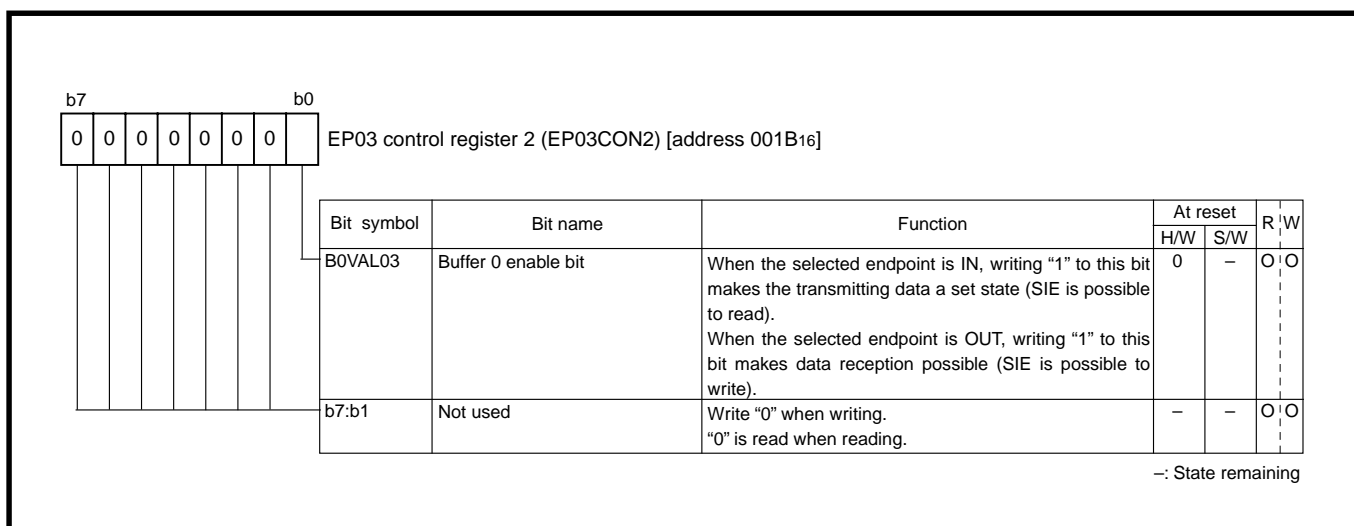 b7 b0
0 0 0 0 0 0 0 EP03 control register 2 (EP03CON2) [address 001B16]
Bit symbol Bit name Function At reset R W
H/W S/W
B0VAL03 Buffer 0 enable bit When the selected endpoint is IN, writing “1” to this bit 0 – O O
makes the transmitting data a set state (SIE is possible
to read).
When the selected endpoint is OUT, writing “1” to this
bit makes data reception possible (SIE is possible to
write).
b7:b1 Not used Write “0” when writing. – – O O
“0” is read when reading.
–: State remaining